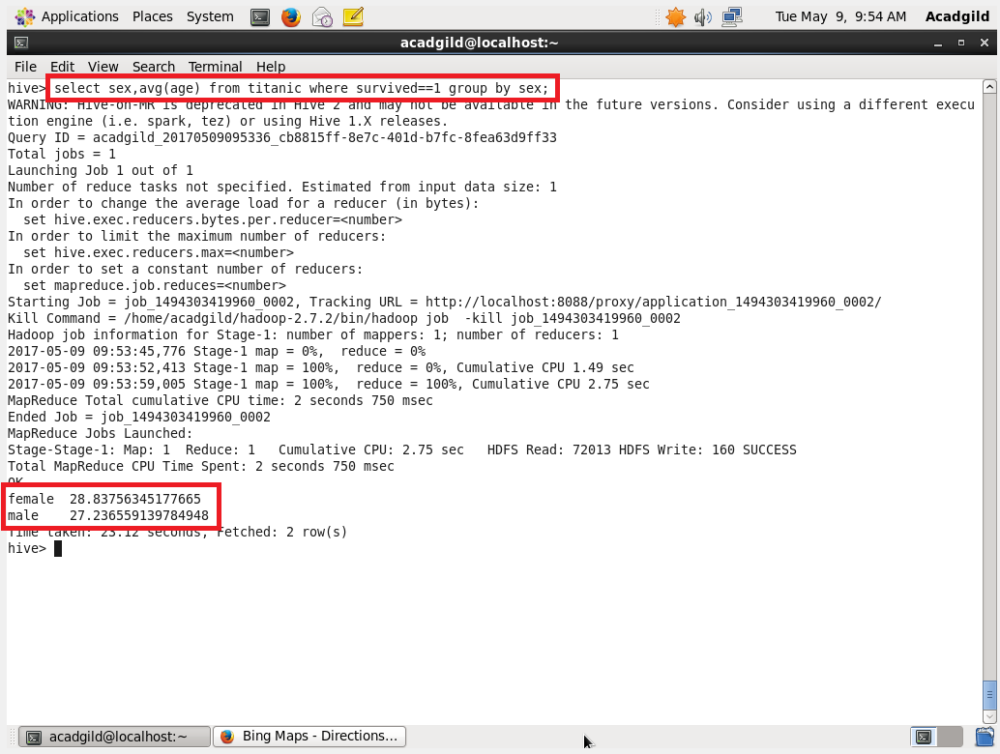 Applications Places System Tue May 9, 9:54 AM Acadgild
acadgild@localhost:~
File Edit View Search Terminal Help
hive> select sex,avg(age) from titanic where survived==1 group by sex;
WARNING: Hive-on-MR is deprecated in Hive 2 and may not be available in the future versions. Consider using a different execu
tion engine (i.e. spark, tez) or using Hive 1.X releases.
Query ID = acadgild_20170509095336_cb8815ff-8e7c-401d-b7fc-8fea63d9ff33
Total jobs = 1
Launching Job 1 out of 1
Number of reduce tasks not specified. Estimated from input data size: 1
In order to change the average load for a reducer (in bytes):
  set hive.exec.reducers.bytes.per.reducer=<number>
In order to limit the maximum number of reducers:
  set hive.exec.reducers.max=<number>
In order to set a constant number of reducers:
  set mapreduce.job.reduces=<number>
Starting Job = job_1494303419960_0002, Tracking URL = http://localhost:8088/proxy/application_1494303419960_0002/
Kill Command = /home/acadgild/hadoop-2.7.2/bin/hadoop job  -kill job_1494303419960_0002
Hadoop job information for Stage-1: number of mappers: 1; number of reducers: 1
2017-05-09 09:53:45,776 Stage-1 map = 0%,  reduce = 0%
2017-05-09 09:53:52,413 Stage-1 map = 100%,  reduce = 0%, Cumulative CPU 1.49 sec
2017-05-09 09:53:59,005 Stage-1 map = 100%,  reduce = 100%, Cumulative CPU 2.75 sec
MapReduce Total cumulative CPU time: 2 seconds 750 msec
Ended Job = job_1494303419960_0002
MapReduce Jobs Launched:
Stage-Stage-1: Map: 1  Reduce: 1   Cumulative CPU: 2.75 sec   HDFS Read: 72013 HDFS Write: 160 SUCCESS
Total MapReduce CPU Time Spent: 2 seconds 750 msec
OK
female  28.83756345177665
male    27.236559139784948
Time taken: 23.12 seconds, Fetched: 2 row(s)
hive>
acadgild@localhost:~ Bing Maps - Directions...